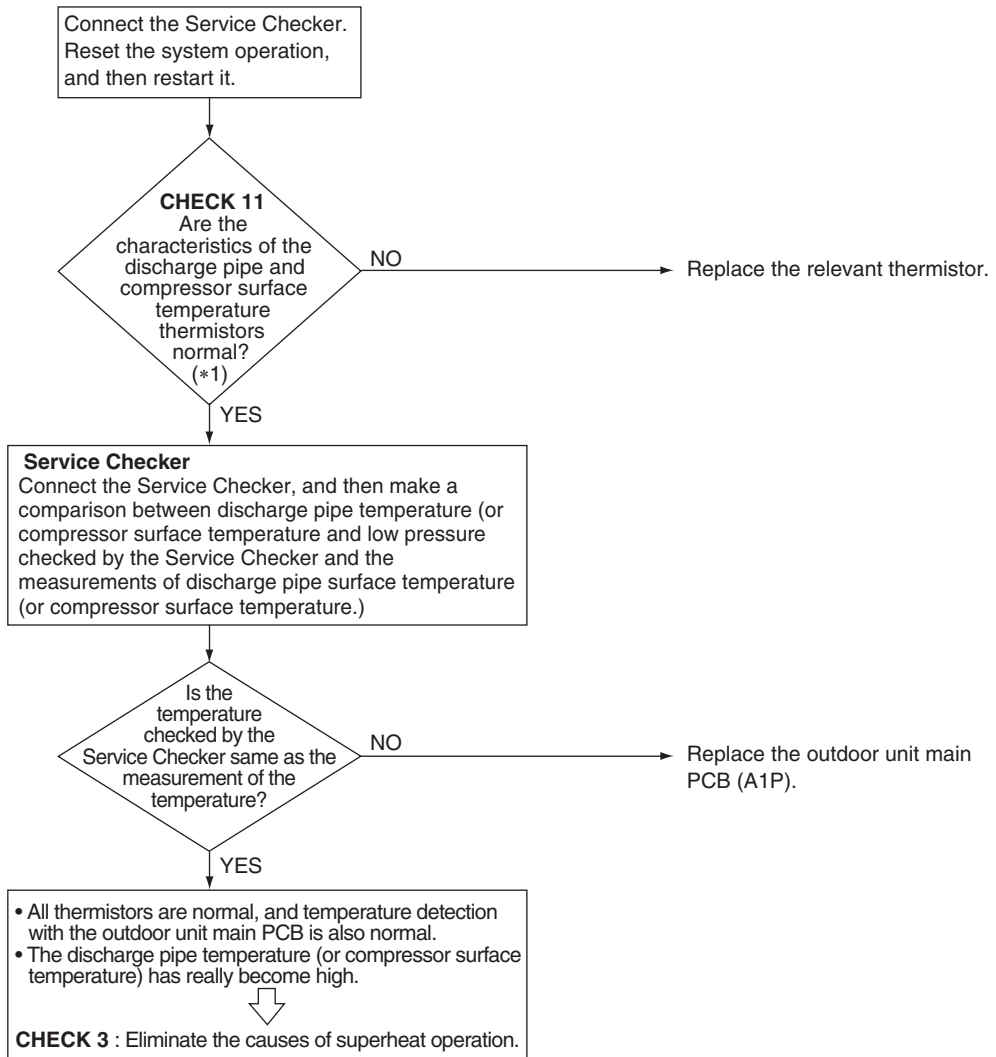 Connect the Service Checker.
Reset the system operation,
and then restart it.
CHECK 11
Are the
characteristics of the
discharge pipe and
compressor surface
temperature
thermistors
normal?
(*1)
NO
Replace the relevant thermistor.
YES
Service Checker
Connect the Service Checker, and then make a
comparison between discharge pipe temperature (or
compressor surface temperature and low pressure
checked by the Service Checker and the
measurements of discharge pipe surface temperature
(or compressor surface temperature.)
Is the
temperature
checked by the
Service Checker same as the
measurement of the
temperature?
NO
Replace the outdoor unit main
PCB (A1P).
YES
• All thermistors are normal, and temperature detection
with the outdoor unit main PCB is also normal.
• The discharge pipe temperature (or compressor surface
temperature) has really become high.
CHECK 3 : Eliminate the causes of superheat operation.